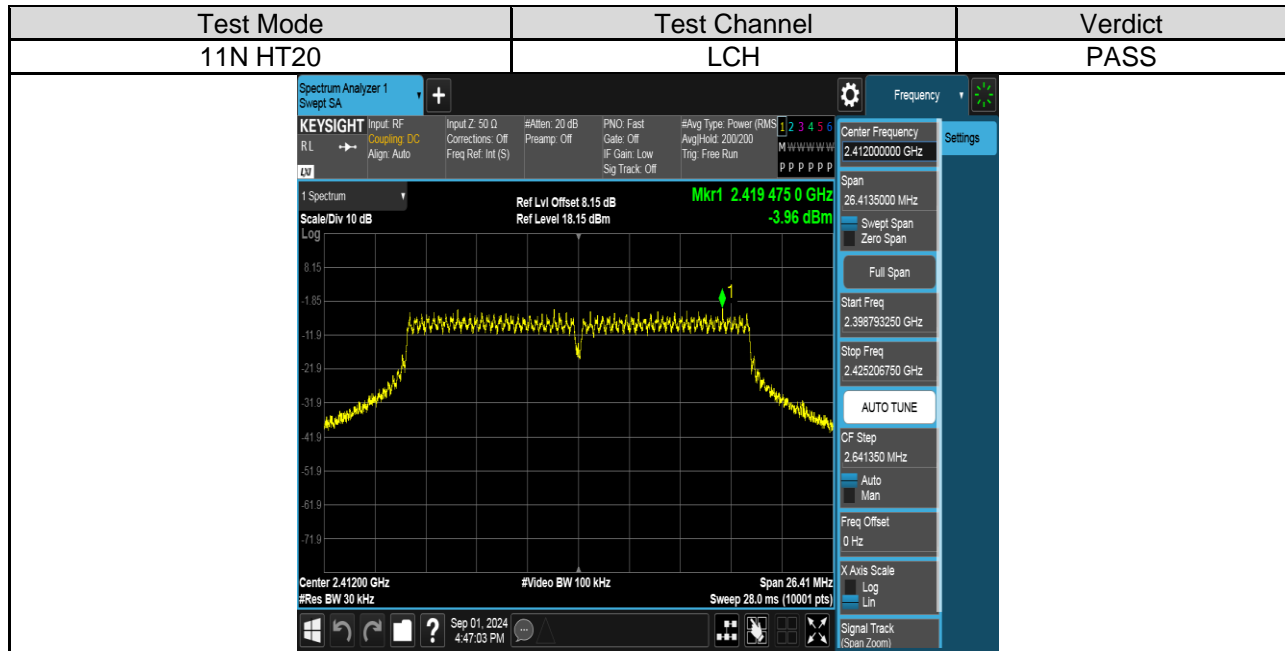 Test Mode Test Channel Verdict
11N HT20 LCH PASS
Spectrum Analyzer 1
Swept SA
+
Frequency
KEYSIGHT
RL
LXI
Input: RF
Coupling: DC
Align: Auto
Input Z: 50 Ω
Corrections: Off
Freq Ref: Int (S)
#Atten: 20 dB
Preamp: Off
PNO: Fast
Gate: Off
IF Gain: Low
Sig Track: Off
#Avg Type: Power (RMS
Avg|Hold: 200/200
Trig: Free Run
1 2 3 4 5 6
M W W W W W
P P P P P P
1 Spectrum
Scale/Div 10 dB
Log
Ref Lvl Offset 8.15 dB
Ref Level 18.15 dBm
Mkr1 2.419 475 0 GHz
-3.96 dBm
8.15
-1.85
-11.9
-21.9
-31.9
-41.9
-51.9
-61.9
-71.9
1
Center 2.41200 GHz
#Res BW 30 kHz
#Video BW 100 kHz
Span 26.41 MHz
Sweep 28.0 ms (10001 pts)
Settings
Center Frequency
2.412000000 GHz
Span
26.4135000 MHz
Swept Span
Zero Span
Full Span
Start Freq
2.398793250 GHz
Stop Freq
2.425206750 GHz
AUTO TUNE
CF Step
2.641350 MHz
Auto
Man
Freq Offset
0 Hz
X Axis Scale
Log
Lin
Signal Track
(Span Zoom)
?
Sep 01, 2024
4:47:03 PM